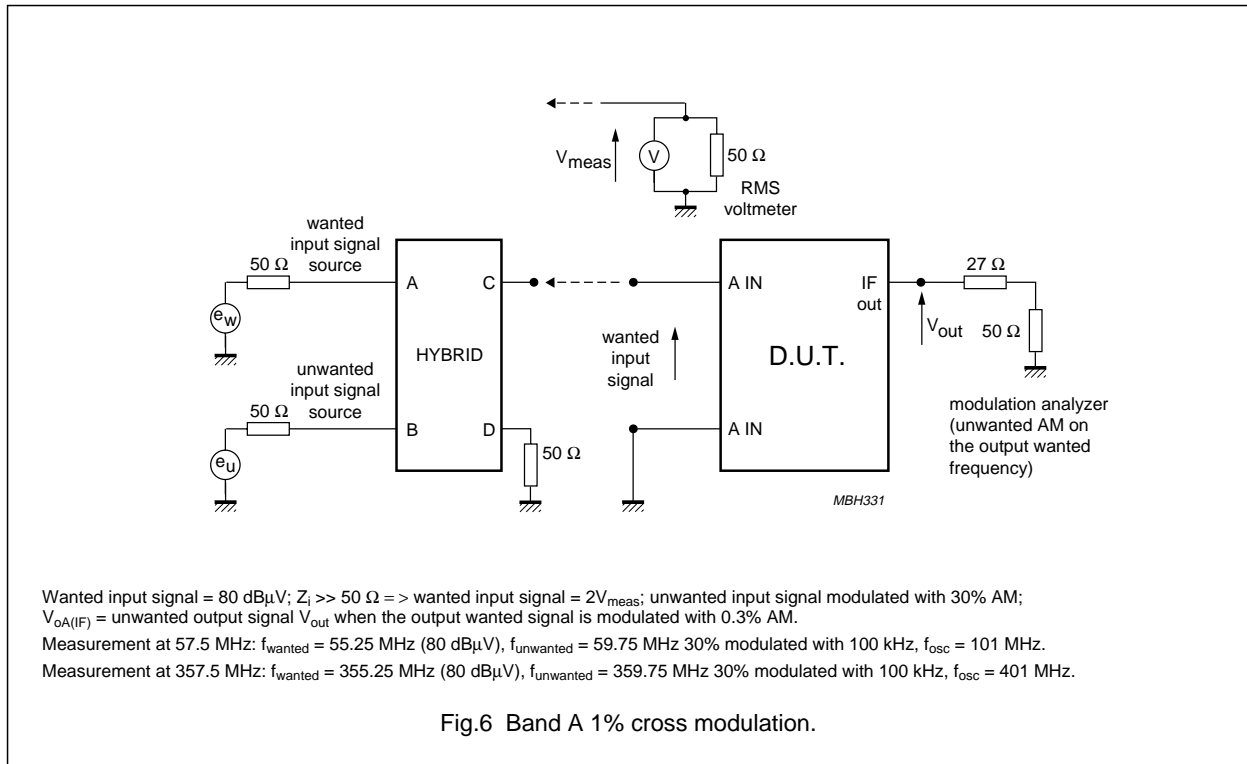 V_meas
V
50 Ω
RMS
voltmeter
wanted
input signal
source
50 Ω
e_w
A
C
HYBRID
unwanted
input signal
source
50 Ω
e_u
B
D
50 Ω
wanted
input
signal
A IN
IF
out
D.U.T.
A IN
27 Ω
V_out
50 Ω
modulation analyzer
(unwanted AM on
the output wanted
frequency)
MBH331
Wanted input signal = 80 dBµV; Z_i >> 50 Ω = > wanted input signal = 2V_meas; unwanted input signal modulated with 30% AM;
V_oA(IF) = unwanted output signal V_out when the output wanted signal is modulated with 0.3% AM.
Measurement at 57.5 MHz: f_wanted = 55.25 MHz (80 dBµV), f_unwanted = 59.75 MHz 30% modulated with 100 kHz, f_osc = 101 MHz.
Measurement at 357.5 MHz: f_wanted = 355.25 MHz (80 dBµV), f_unwanted = 359.75 MHz 30% modulated with 100 kHz, f_osc = 401 MHz.
Fig.6 Band A 1% cross modulation.